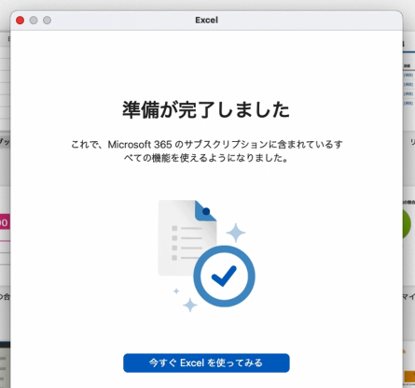 Excel
準備が完了しました
これで、Microsoft 365 のサブスクリプションに含まれているす
べての機能を使えるようになりました。
今すぐ Excel を使ってみる